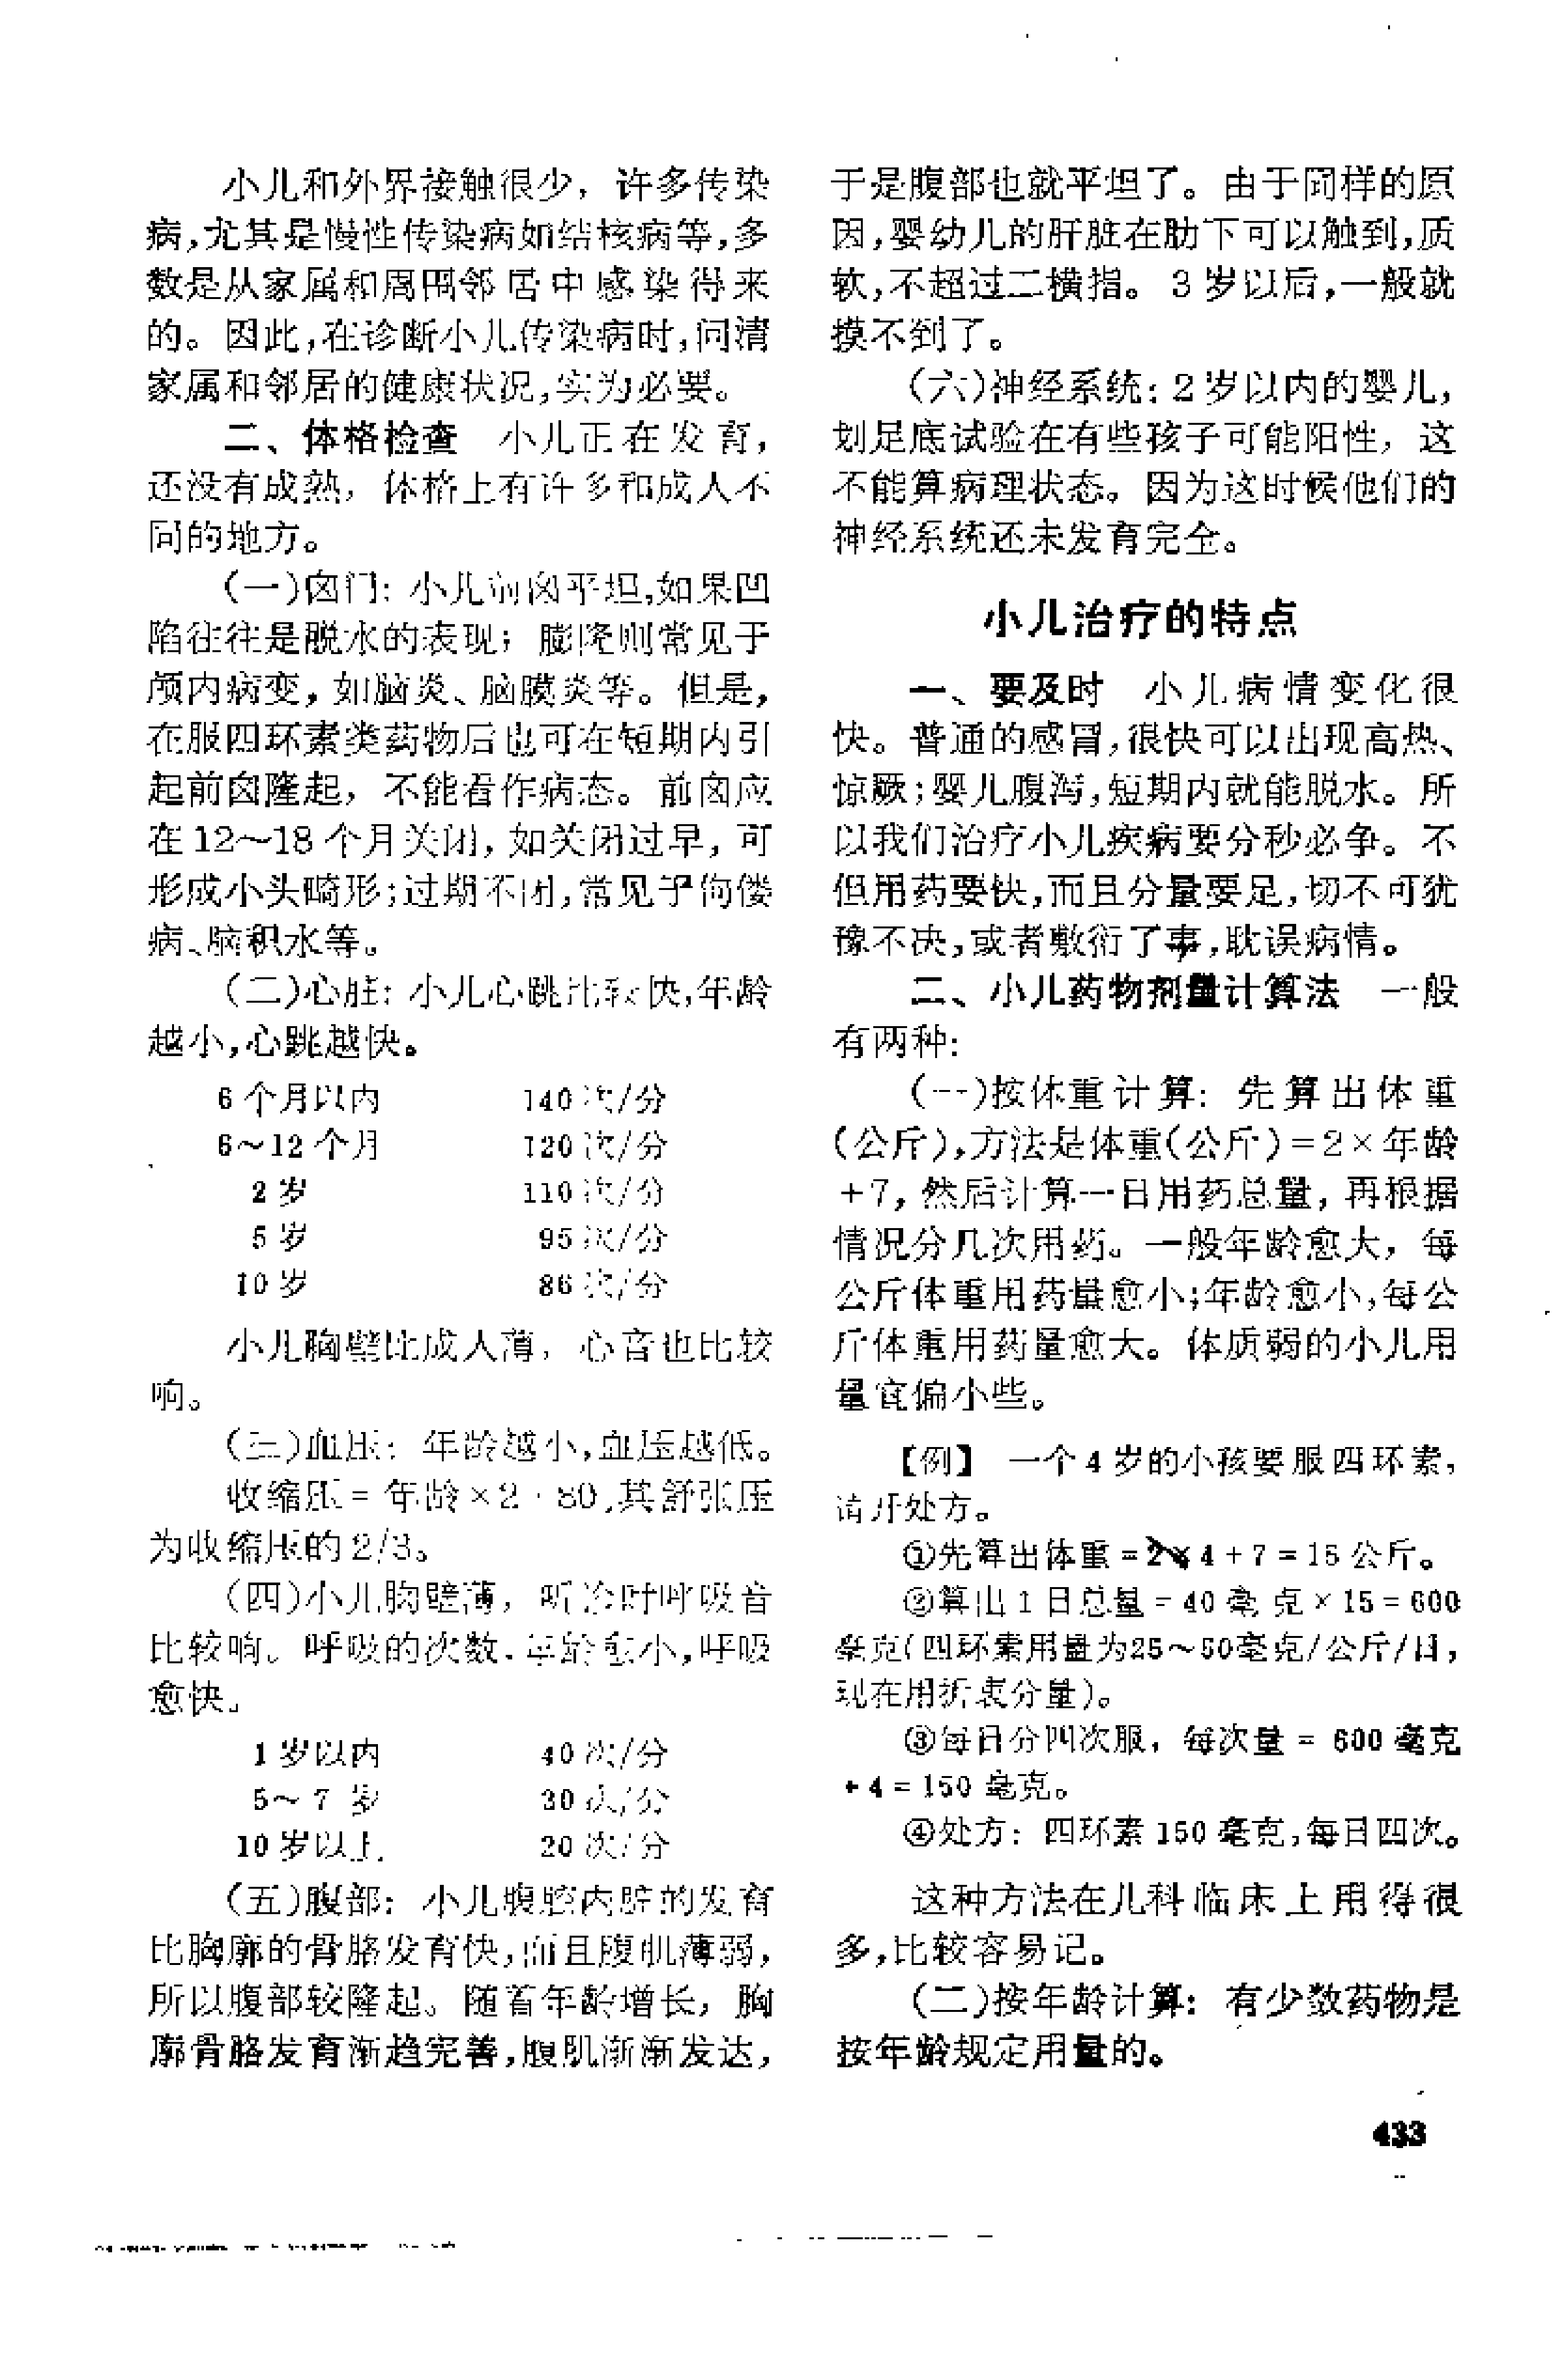 小儿和外界接触很少，许多传染
病,尤其是慢性传染病如结核病等,多
数是从家属和周围邻居中感染得来
的。因此,在诊断小儿传染病时,问清
家属和邻居的健康状况,实为必要。
二、体格检查　小儿正在发育，
还没有成熟，体格上有许多和成人不
同的地方。
(一)囟门：小儿前囟平坦,如果凹
陷往往是脱水的表现；膨隆则常见于
颅内病变，如脑炎、脑膜炎等。但是，
在服四环素类药物后也可在短期内引
起前囟隆起，不能看作病态。前囟应
在12～18个月关闭，如关闭过早，可
形成小头畸形;过期不闭,常见于佝偻
病、脑积水等。
(二)心脏：小儿心跳比较快,年龄
越小,心跳越快。
6个月以内　140次/分
6～12个月　120次/分
2岁　110次/分
5岁　95次/分
10岁　86次/分
小儿胸壁比成人薄，心音也比较
响。
(三)血压：年龄越小,血压越低。
收缩压=年龄×2+80,其舒张压
为收缩压的2/3。
(四)小儿胸壁薄，听诊时呼吸音
比较响。呼吸的次数,年龄愈小,呼吸
愈快。
1岁以内　40次/分
5～7岁　30次/分
10岁以上　20次/分
(五)腹部：小儿腹腔内脏的发育
比胸廓的骨胳发育快,而且腹肌薄弱，
所以腹部较隆起。随着年龄增长，胸
廓骨胳发育渐趋完善,腹肌渐渐发达，
于是腹部也就平坦了。由于同样的原
因,婴幼儿的肝脏在肋下可以触到,质
软,不超过二横指。3岁以后,一般就
摸不到了。
(六)神经系统：2岁以内的婴儿，
划足底试验在有些孩子可能阳性，这
不能算病理状态。因为这时候他们的
神经系统还未发育完全。
小儿治疗的特点
一、要及时　小儿病情变化很
快。普通的感冒,很快可以出现高热、
惊厥;婴儿腹泻,短期内就能脱水。所
以我们治疗小儿疾病要分秒必争。不
但用药要快,而且分量要足,切不可犹
豫不决,或者敷衍了事,耽误病情。
二、小儿药物剂量计算法　一般
有两种：
(一)按体重计算：先算出体重
(公斤),方法是体重(公斤)=2×年龄
+7，然后计算一日用药总量，再根据
情况分几次用药。一般年龄愈大，每
公斤体重用药量愈小;年龄愈小,每公
斤体重用药量愈大。体质弱的小儿用
量宜偏小些。
【例】　一个4岁的小孩要服四环素，
请开处方。
①先算出体重=2×4+7=15公斤。
②算出1日总量=40毫克×15=600
毫克(四环素用量为25～50毫克/公斤/日，
现在用折衷分量)。
③每日分四次服，每次量=600毫克
÷4=150毫克。
④处方：四环素150毫克,每日四次。
这种方法在儿科临床上用得很
多,比较容易记。
(二)按年龄计算：有少数药物是
按年龄规定用量的。
433